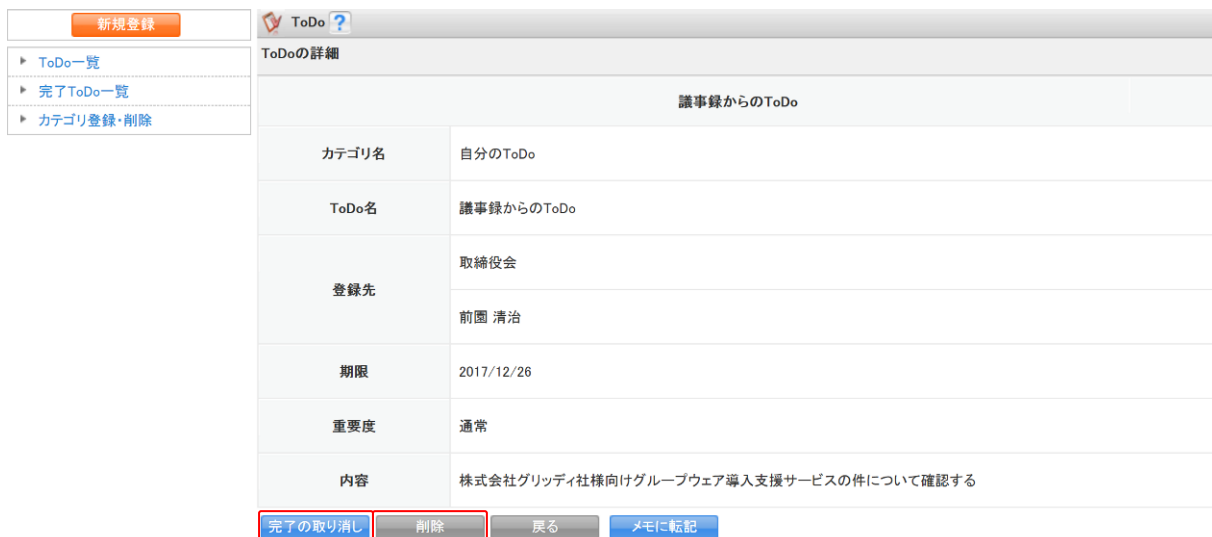 新規登録
ToDo一覧
完了ToDo一覧
カテゴリ登録・削除
ToDo ?
ToDoの詳細
議事録からのToDo
カテゴリ名 自分のToDo
ToDo名 議事録からのToDo
登録先 取締役会
前園 清治
期限 2017/12/26
重要度 通常
内容 株式会社グリッディ社様向けグループウェア導入支援サービスの件について確認する
完了の取り消し 削除 戻る メモに転記